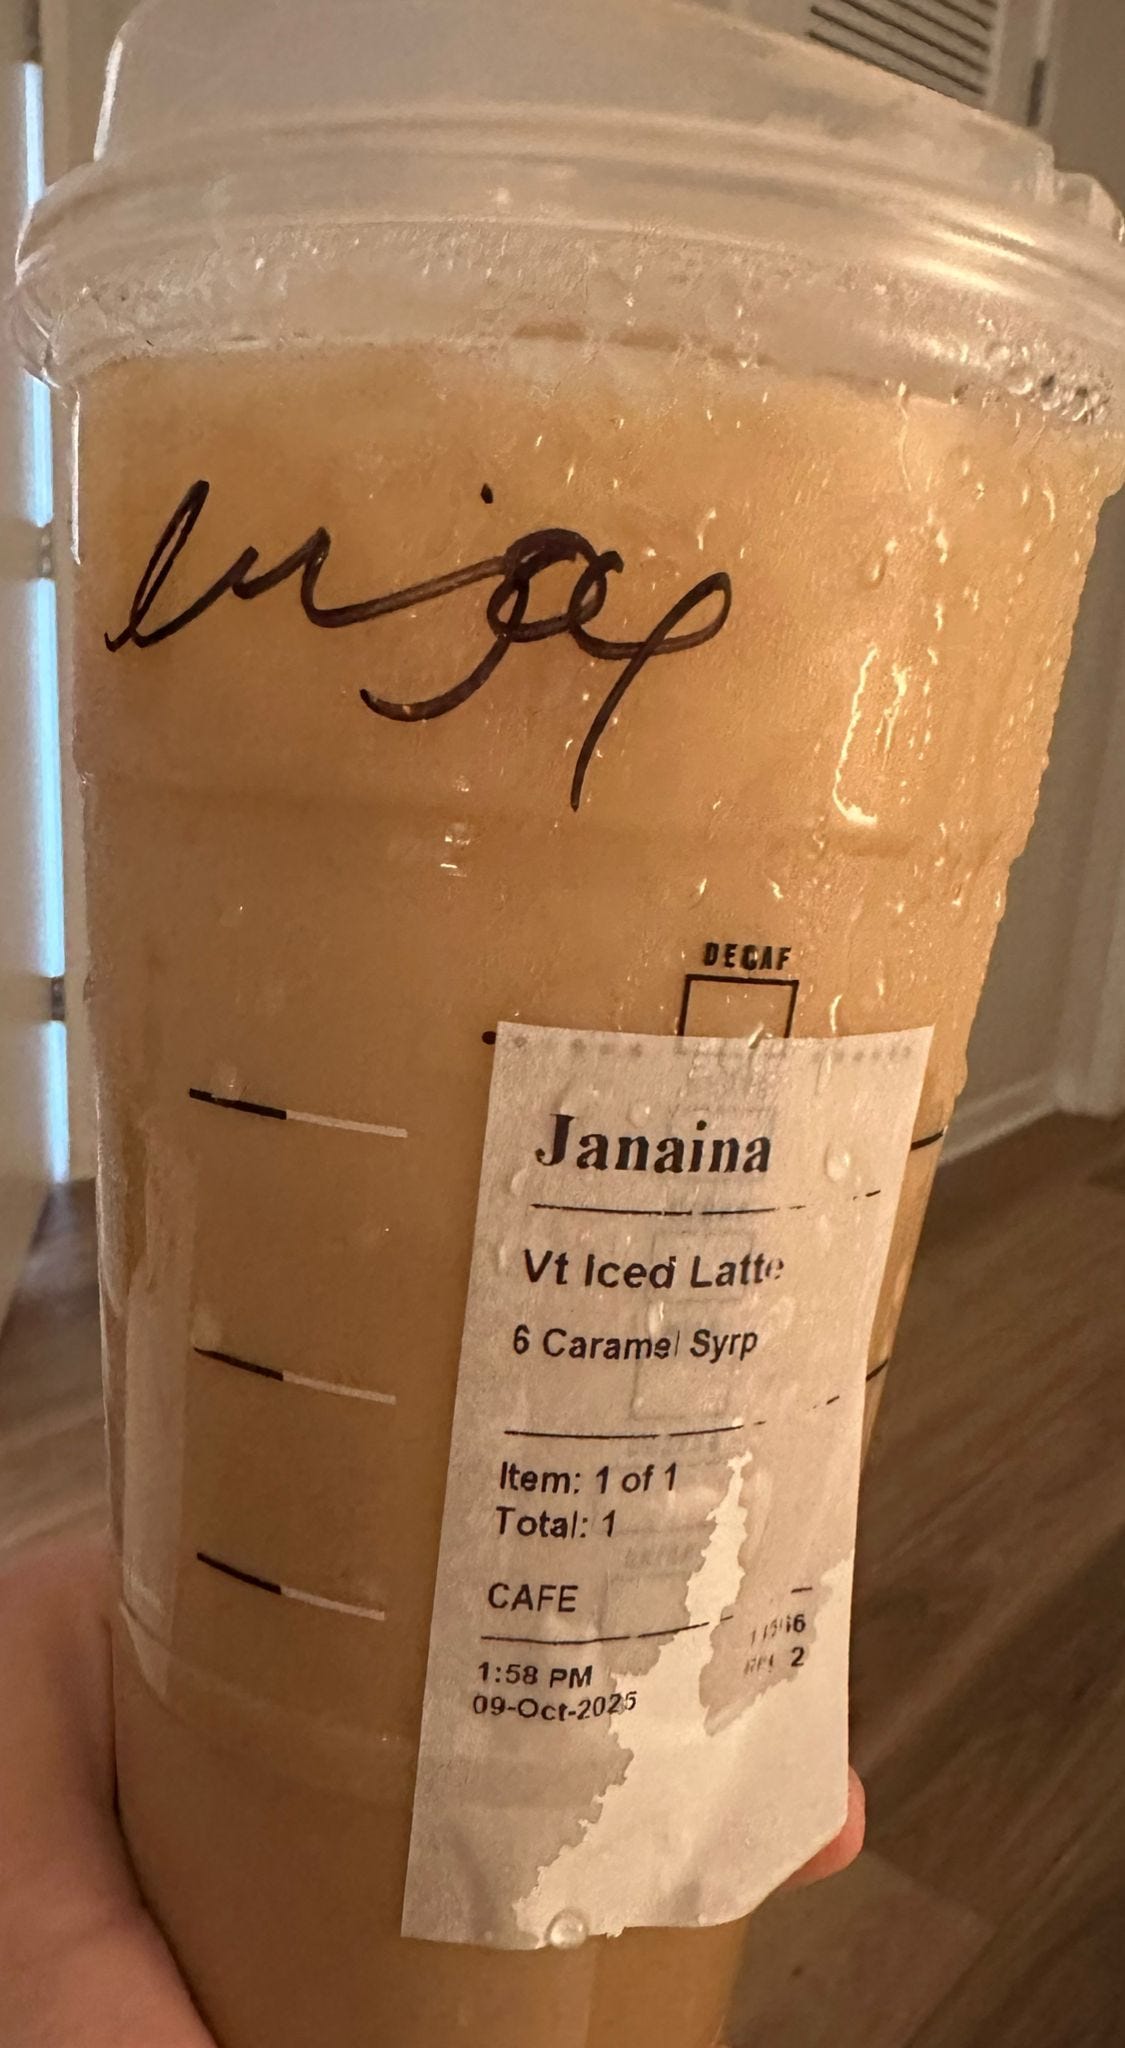 DECAF
Janaina
Vt Iced Latte
6 Caramel Syrp
Item: 1 of 1
Total: 1
CAFE
1:58 PM
2
09-Oct-2025